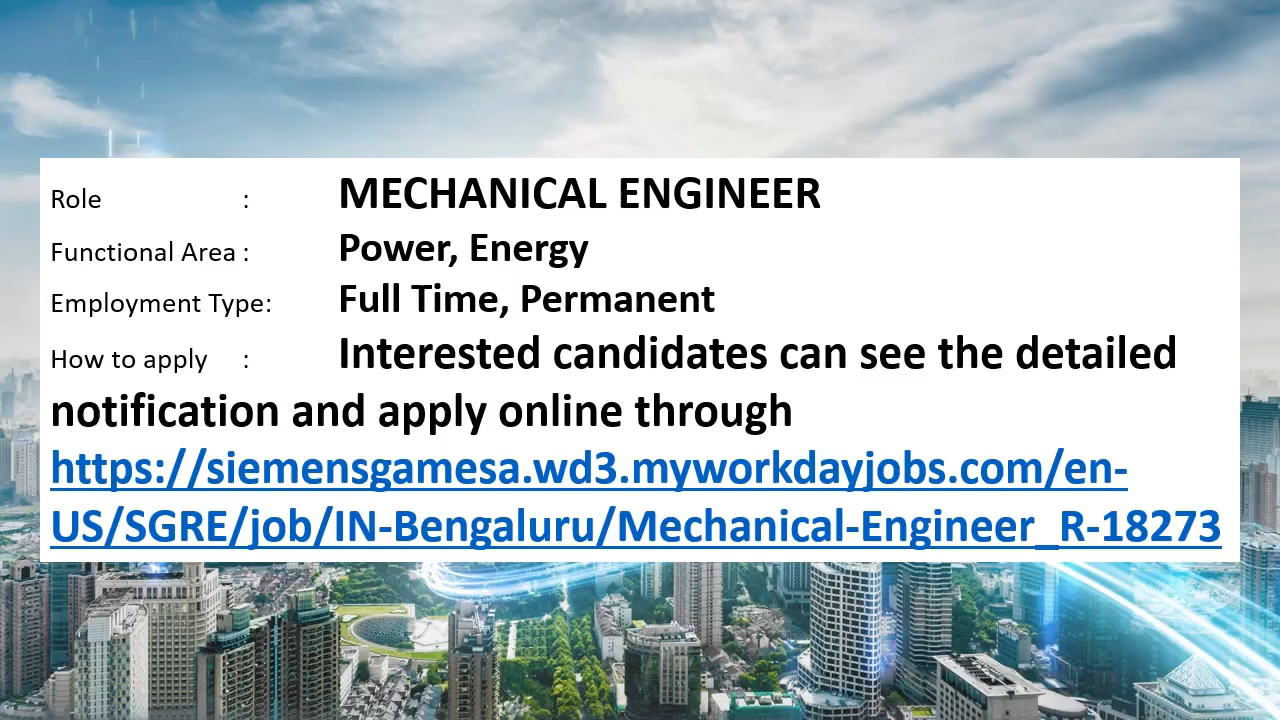 Role : MECHANICAL ENGINEER
Functional Area : Power, Energy
Employment Type: Full Time, Permanent
How to apply : Interested candidates can see the detailed
notification and apply online through
https://siemensgamesa.wd3.myworkdayjobs.com/en-
US/SGRE/job/IN-Bengaluru/Mechanical-Engineer_R-18273